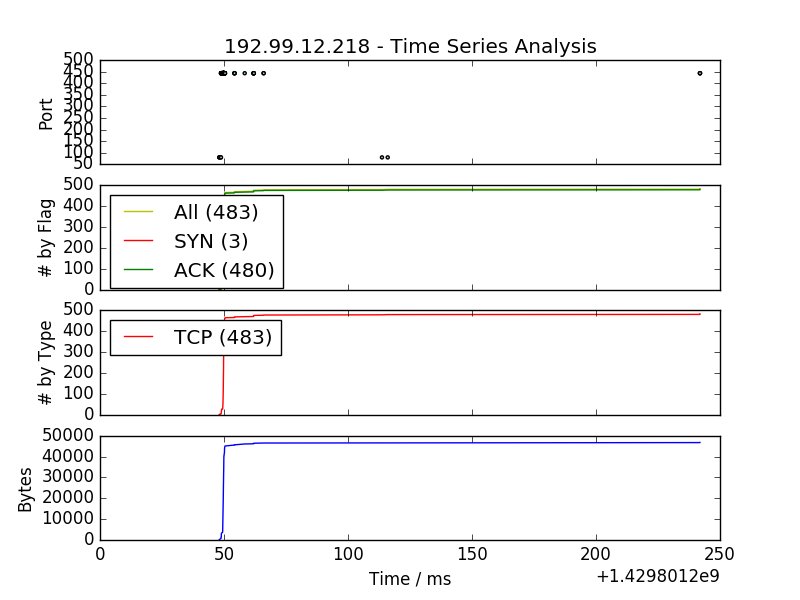 192.99.12.218 - Time Series Analysis
500
450
400
350
300
250
200
150
100
50
Port
500
400
300
200
100
0
# by Flag
All (483)
SYN (3)
ACK (480)
500
400
300
200
100
0
# by Type
TCP (483)
50000
40000
30000
20000
10000
0
Bytes
0 50 100 150 200 250
Time / ms
+1.4298012e9